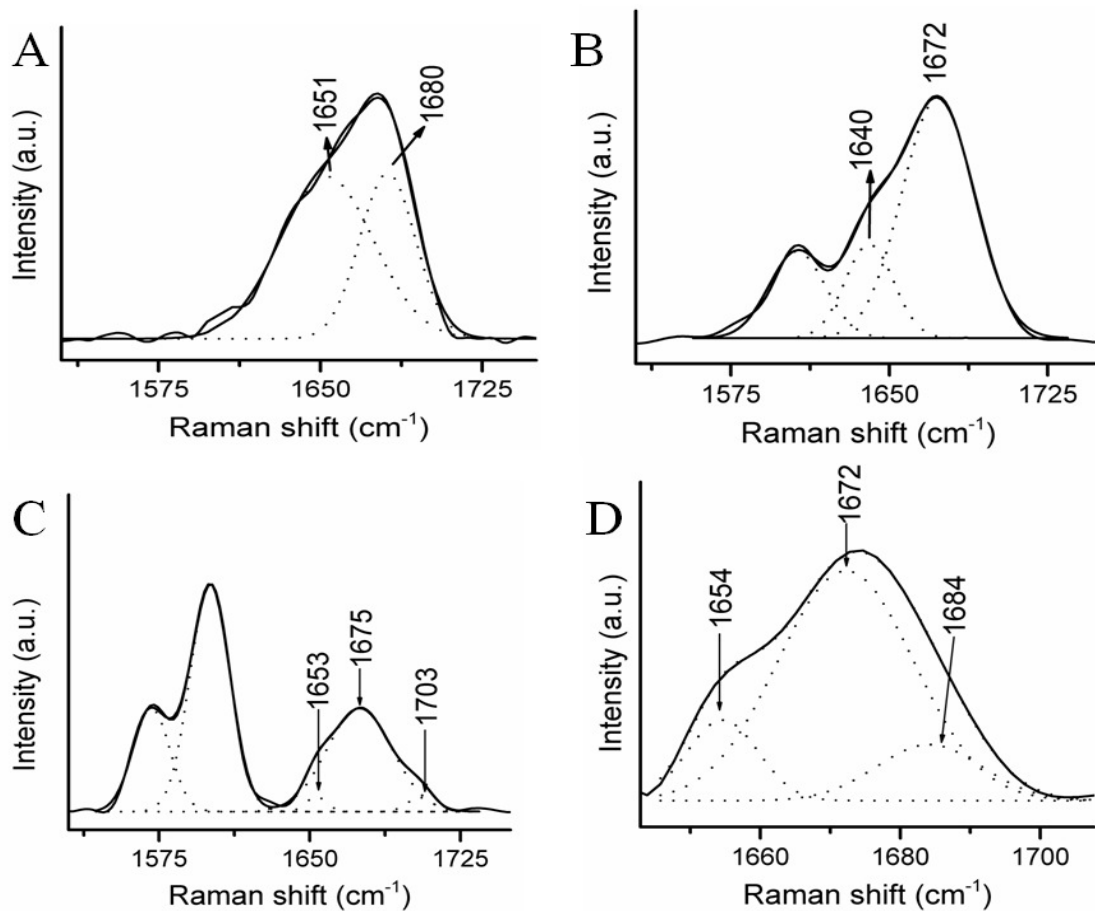 A
1651
1680
Intensity (a.u.)
1575
1650
1725
Raman shift (cm⁻¹)
B
1672
1640
Intensity (a.u.)
1575
1650
1725
Raman shift (cm⁻¹)
C
1653
1675
1703
Intensity (a.u.)
1575
1650
1725
Raman shift (cm⁻¹)
D
1672
1654
1684
Intensity (a.u.)
1660
1680
1700
Raman shift (cm⁻¹)